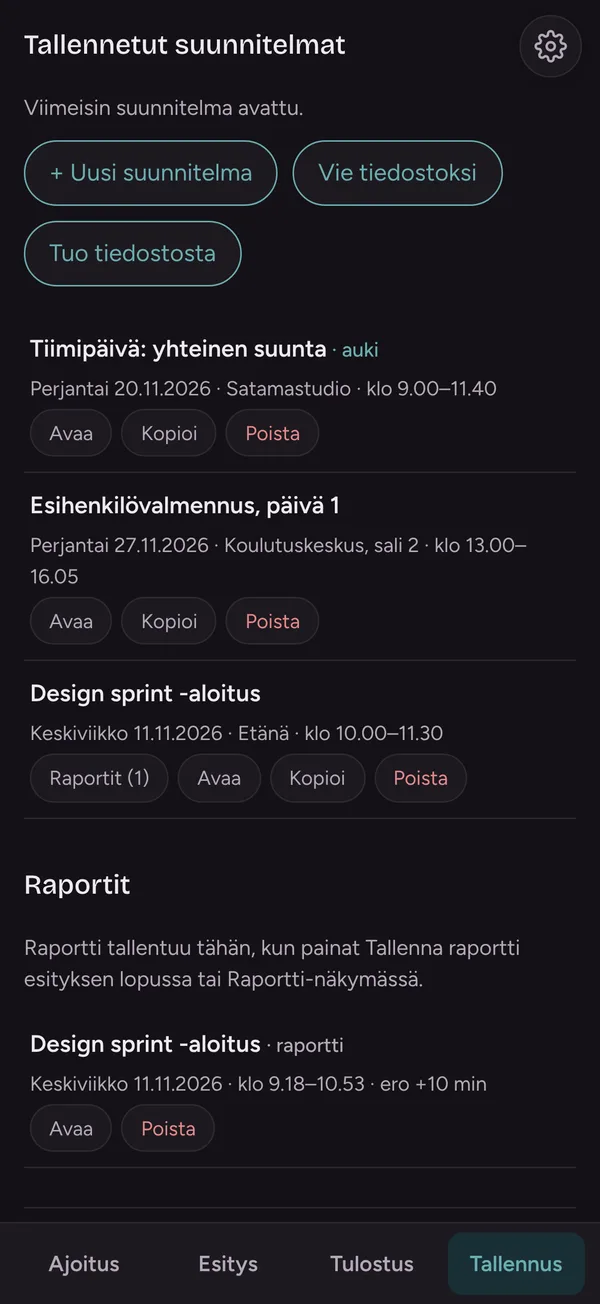 Tallennetut suunnitelmat
Viimeisin suunnitelma avattu.
+ Uusi suunnitelma
Vie tiedostoksi
Tuo tiedostosta
Tiimipäivä: yhteinen suunta · auki
Perjantai 20.11.2026 · Satamastudio · klo 9.00–11.40
Avaa
Kopioi
Poista
Esihenkilövalmennus, päivä 1
Perjantai 27.11.2026 · Koulutuskeskus, sali 2 · klo 13.00–
16.05
Avaa
Kopioi
Poista
Design sprint -aloitus
Keskiviikko 11.11.2026 · Etänä · klo 10.00–11.30
Raportit (1)
Avaa
Kopioi
Poista
Raportit
Raportti tallentuu tähän, kun painat Tallenna raportti
esityksen lopussa tai Raportti-näkymässä.
Design sprint -aloitus · raportti
Keskiviikko 11.11.2026 · klo 9.18–10.53 · ero +10 min
Avaa
Poista
Ajoitus
Esitys
Tulostus
Tallennus